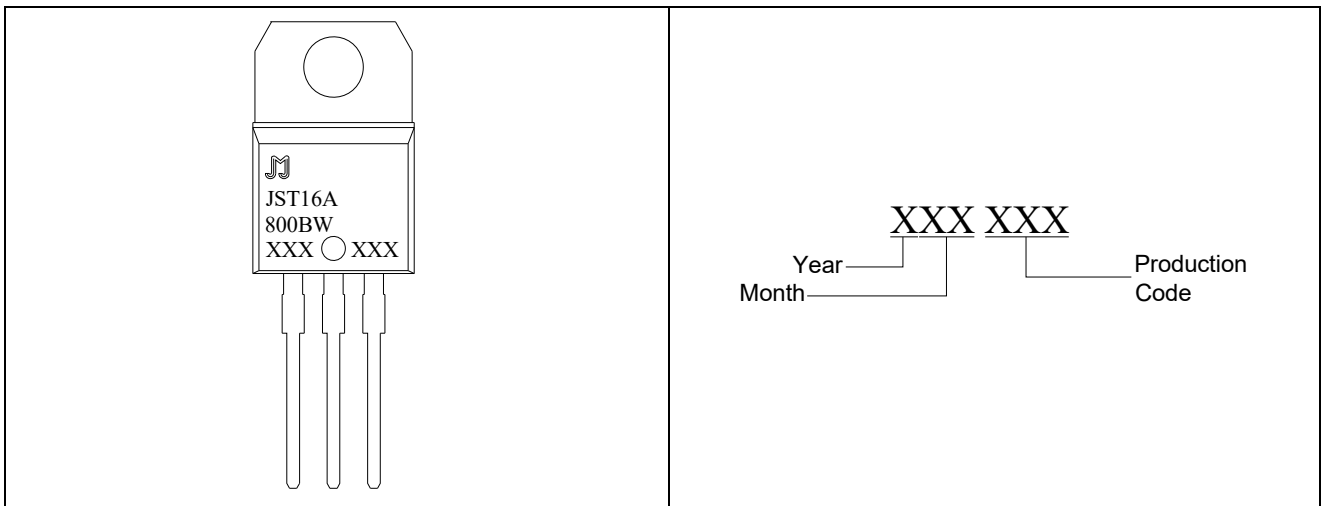 JST16A
800BW
XXX XXX
XXX XXX
Year
Month
Production
Code